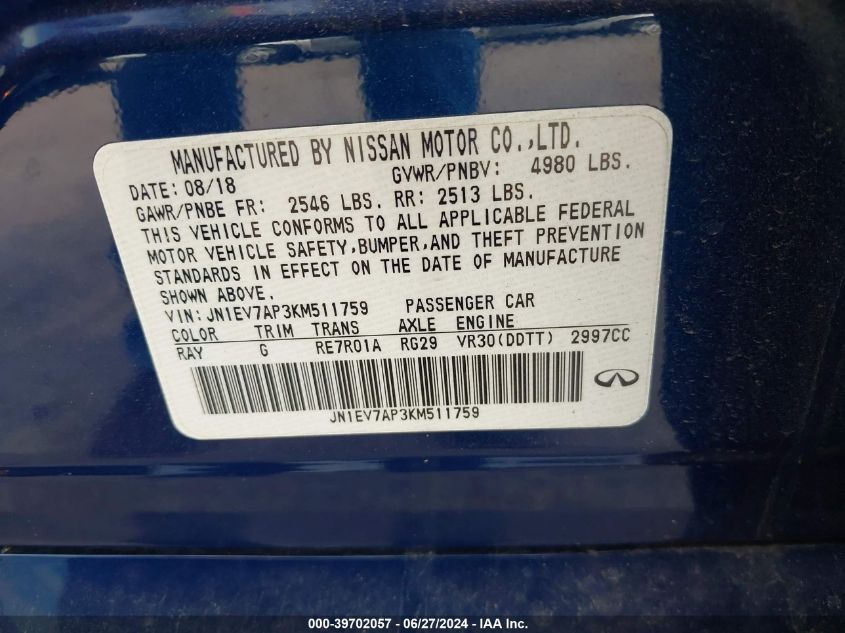 MANUFACTURED BY NISSAN MOTOR CO.,LTD.
DATE: 08/18 GVWR/PNBV: 4980 LBS.
GAWR/PNBE FR: 2546 LBS. RR: 2513 LBS.
THIS VEHICLE CONFORMS TO ALL APPLICABLE FEDERAL
MOTOR VEHICLE SAFETY,BUMPER,AND THEFT PREVENTION
STANDARDS IN EFFECT ON THE DATE OF MANUFACTURE
SHOWN ABOVE.
VIN:JN1EV7AP3KM511759 PASSENGER CAR
COLOR TRIM TRANS AXLE ENGINE
RAY G RE7R01A RG29 VR30(DDTT) 2997CC
JN1EV7AP3KM511759
000-39702057 - 06/27/2024 - IAA Inc.